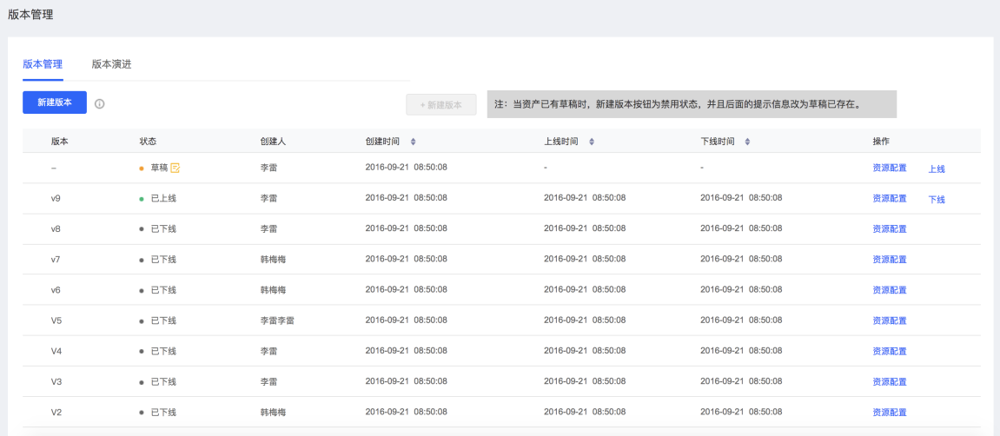 版本管理
版本管理 版本演进
新建版本 + 新建版本 注：当资产已有草稿时，新建版本按钮为禁用状态，并且后面的提示信息改为草稿已存在。
版本 状态 创建人 创建时间 上线时间 下线时间 操作
– 草稿 李雷 2016-09-21 08:50:08 - - 资源配置 上线
v9 已上线 李雷 2016-09-21 08:50:08 2016-09-21 08:50:08 2016-09-21 08:50:08 资源配置 下线
v8 已下线 李雷 2016-09-21 08:50:08 2016-09-21 08:50:08 2016-09-21 08:50:08 资源配置
v7 已下线 韩梅梅 2016-09-21 08:50:08 2016-09-21 08:50:08 2016-09-21 08:50:08 资源配置
v6 已下线 韩梅梅 2016-09-21 08:50:08 2016-09-21 08:50:08 2016-09-21 08:50:08 资源配置
V5 已下线 李雷李雷 2016-09-21 08:50:08 2016-09-21 08:50:08 2016-09-21 08:50:08 资源配置
V4 已下线 李雷 2016-09-21 08:50:08 2016-09-21 08:50:08 2016-09-21 08:50:08 资源配置
V3 已下线 李雷 2016-09-21 08:50:08 2016-09-21 08:50:08 2016-09-21 08:50:08 资源配置
V2 已下线 韩梅梅 2016-09-21 08:50:08 2016-09-21 08:50:08 2016-09-21 08:50:08 资源配置